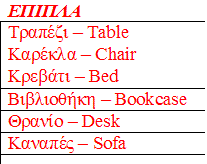 ΕΠΙΠΛΑ
Τραπέζι – Table
Καρέκλα – Chair
Κρεβάτι – Bed
Βιβλιοθήκη – Bookcase
Θρανίο – Desk
Καναπές – Sofa